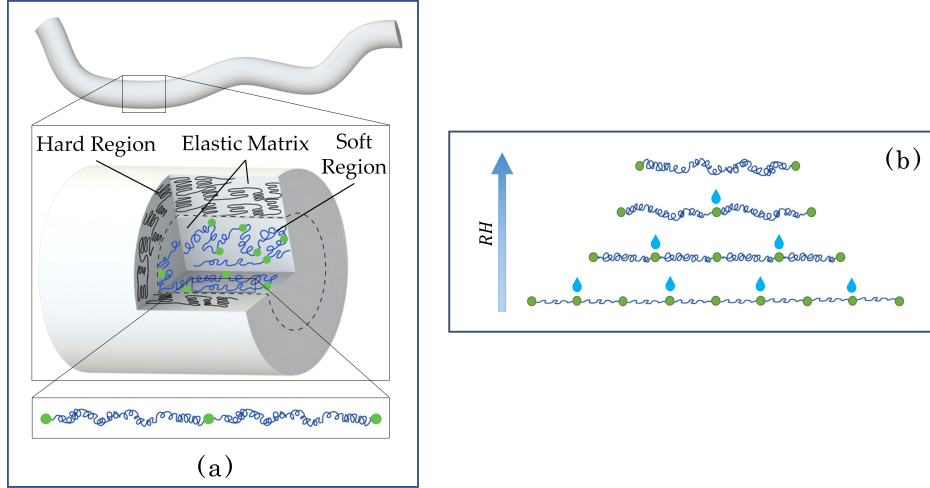 Hard Region
Elastic Matrix
Soft
Region
(a)
(b)
RH